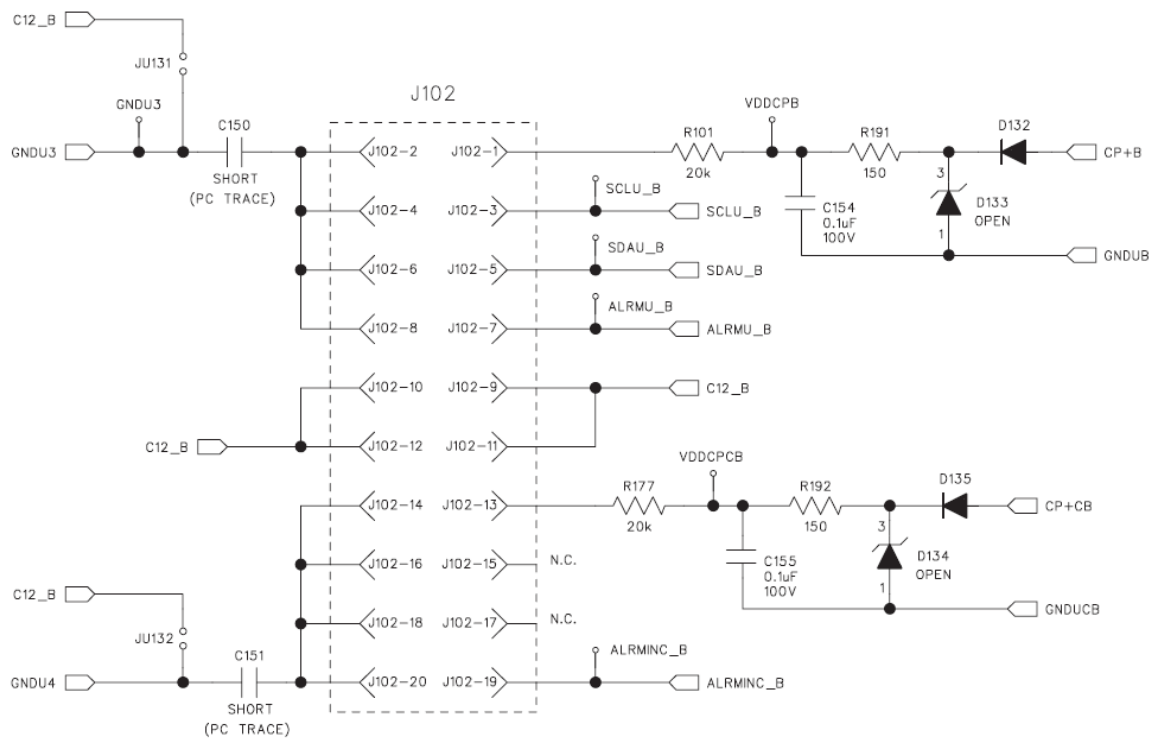 C12_B
JU131
J102
GNDU3
VDDCPB
C150
R101
R191
D132
GNDU3
J102-2
J102-1
CP+B
SHORT
(PC TRACE)
20k
150
3
SCLU_B
D133
OPEN
C154
0.1uF
100V
J102-4
J102-3
SCLU_B
1
SDAU_B
GNDUB
J102-6
J102-5
SDAU_B
ALRMU_B
J102-8
J102-7
ALRMU_B
J102-10
J102-9
C12_B
C12_B
J102-12
J102-11
VDDCPCB
D135
R177
R192
J102-14
J102-13
CP+CB
20k
150
3
N.C.
D134
OPEN
C155
0.1uF
100V
J102-16
J102-15
1
C12_B
N.C.
GNDUCB
J102-18
J102-17
JU132
C151
ALRMINC_B
GNDU4
J102-20
J102-19
ALRMINC_B
SHORT
(PC TRACE)